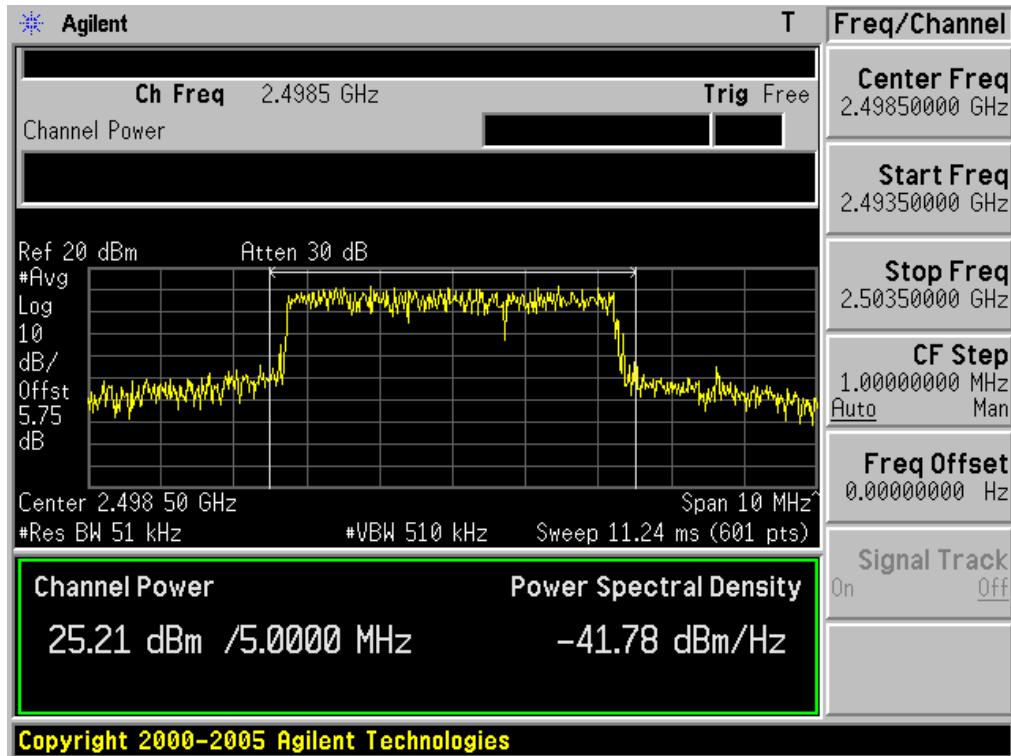 Agilent T
Freq/Channel
Ch Freq 2.4985 GHz Trig Free
Channel Power
Center Freq
2.49850000 GHz
Start Freq
2.49350000 GHz
Stop Freq
2.50350000 GHz
CF Step
1.00000000 MHz
Auto Man
Freq Offset
0.00000000 Hz
Signal Track
On Off
Ref 20 dBm Atten 30 dB
#Avg
Log
10
dB/
Offst
5.75
dB
Center 2.498 50 GHz Span 10 MHz^
#Res BW 51 kHz #VBW 510 kHz Sweep 11.24 ms (601 pts)
Channel Power Power Spectral Density
25.21 dBm /5.0000 MHz -41.78 dBm/Hz
Copyright 2000-2005 Agilent Technologies